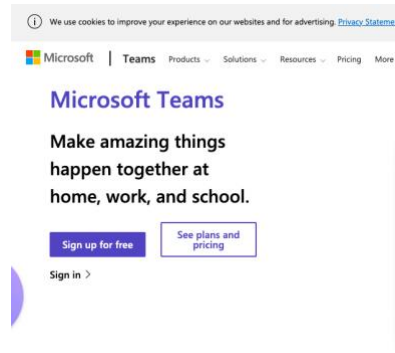 We use cookies to improve your experience on our websites and for advertising. Privacy Stateme
Microsoft | Teams Products Solutions Resources Pricing More
Microsoft Teams
Make amazing things
happen together at
home, work, and school.
Sign up for free
See plans and
pricing
Sign in >